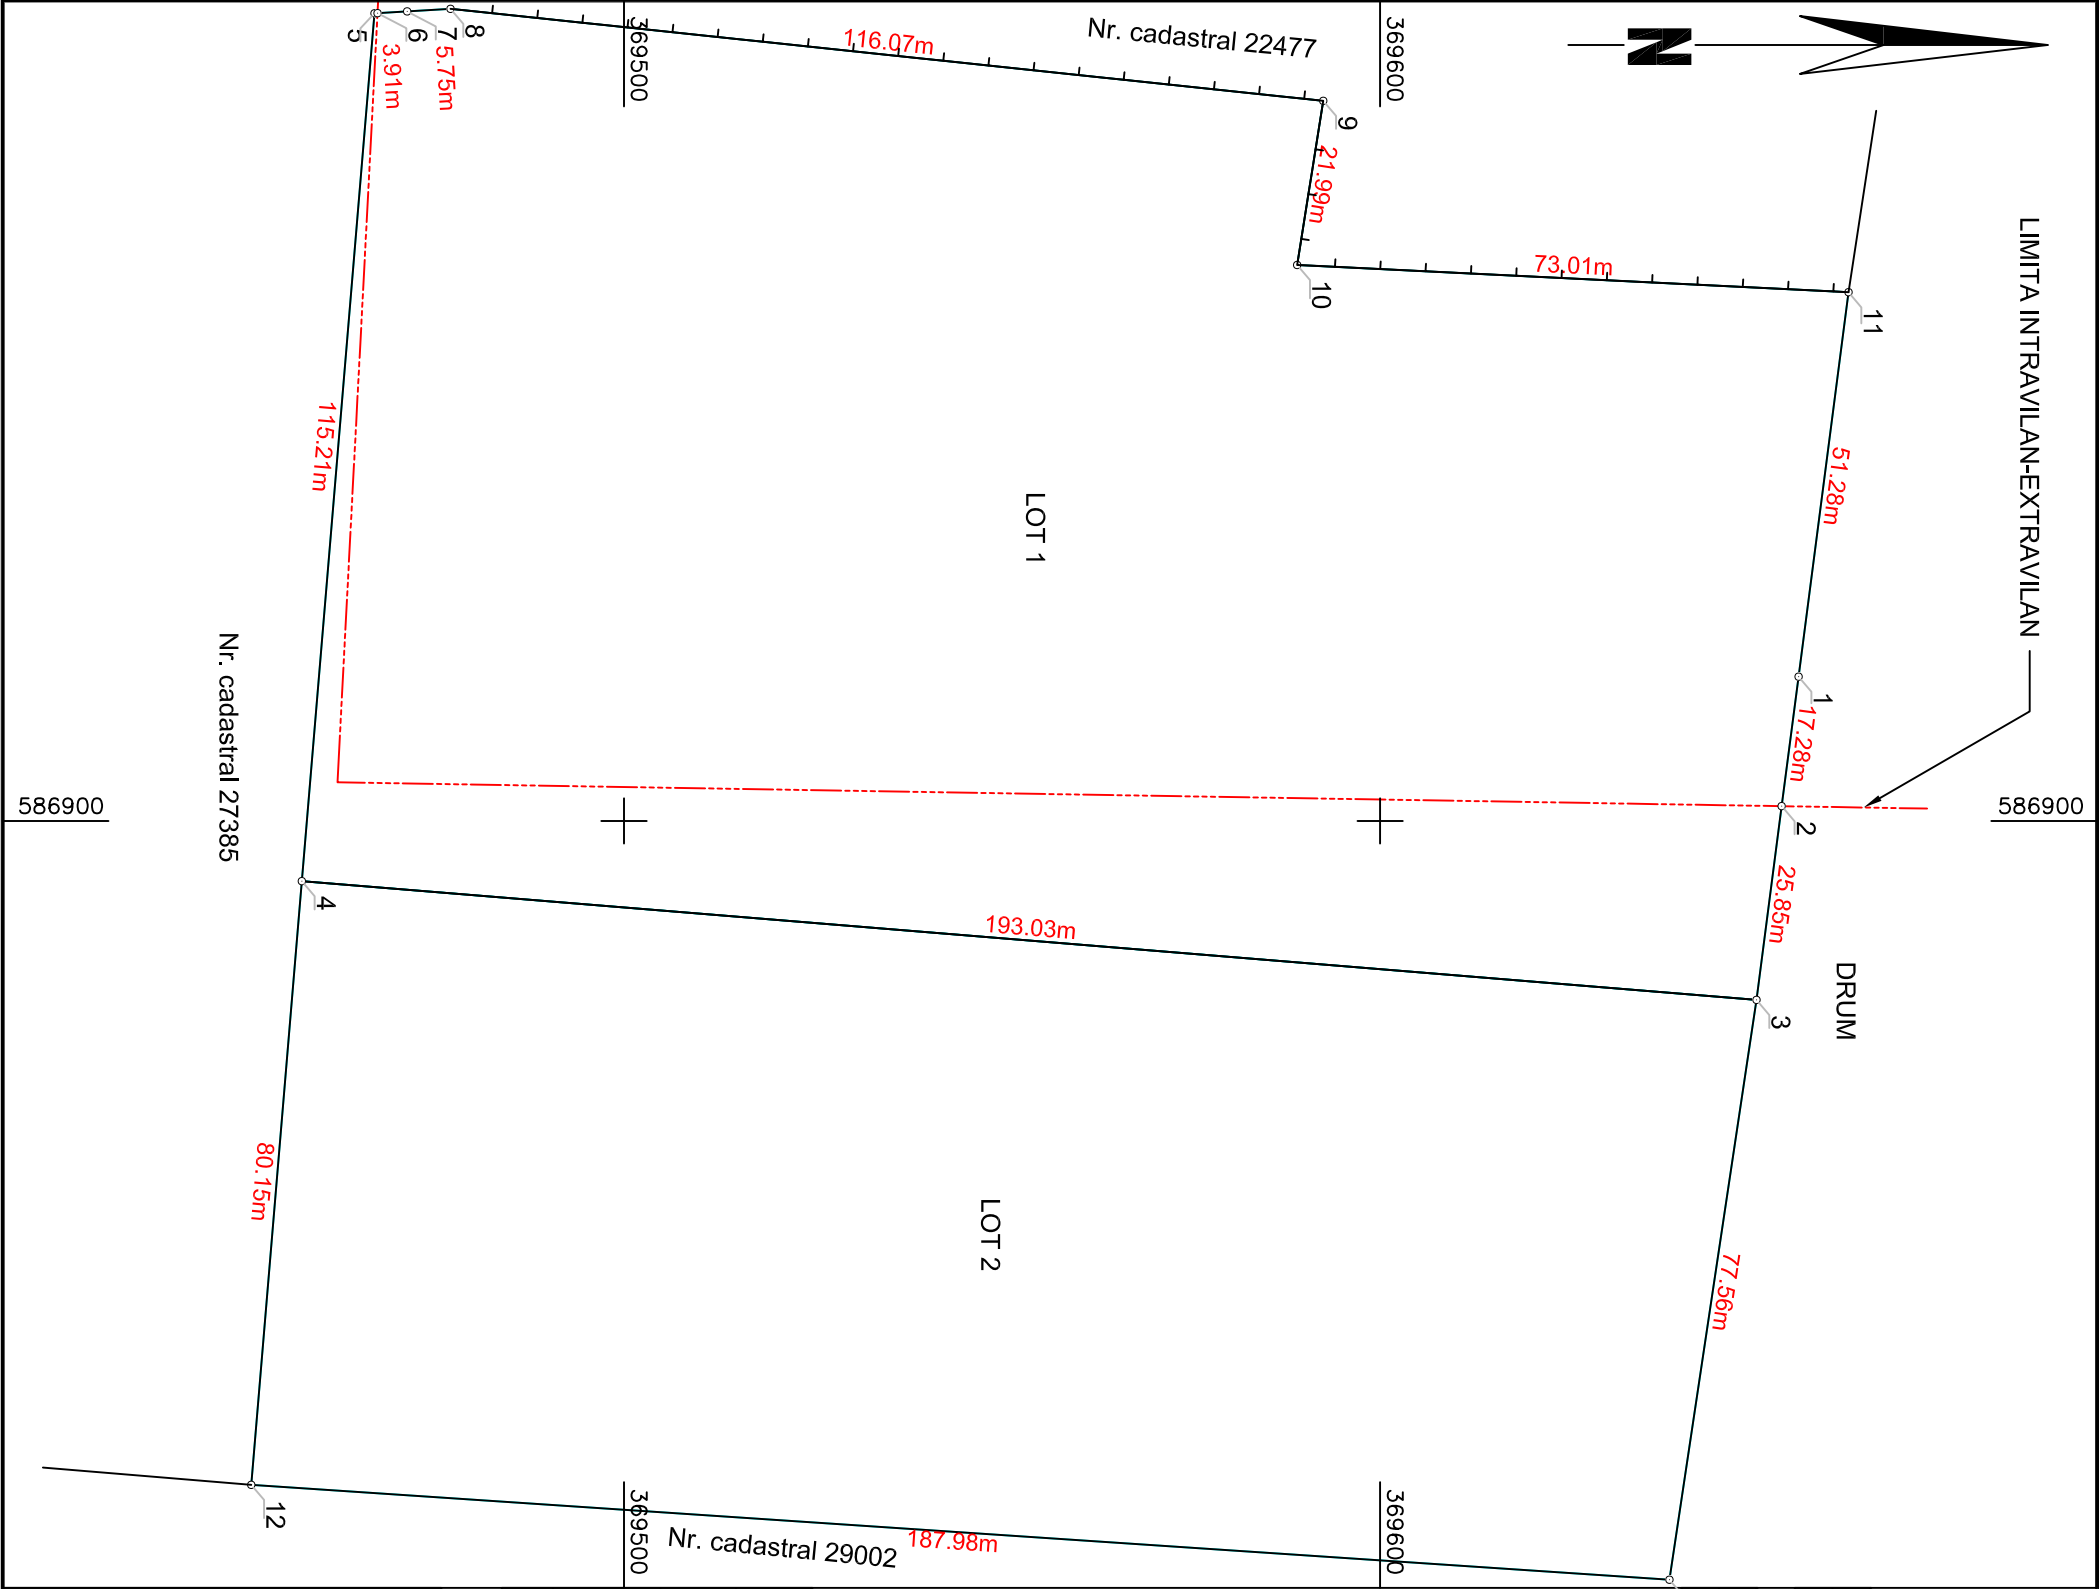 Nr. cadastral 22477
116.07m
369500
369600
N
8
7
6
5
5.75m
3.91m
9
21.99m
10
73.01m
11
LIMITA INTRAVILAN-EXTRAVILAN
51.28m
115.21m
LOT 1
1
17.28m
2
586900
586900
Nr. cadastral 27385
25.85m
4
193.03m
3
DRUM
80.15m
LOT 2
77.56m
12
369500
369600
Nr. cadastral 29002
187.98m